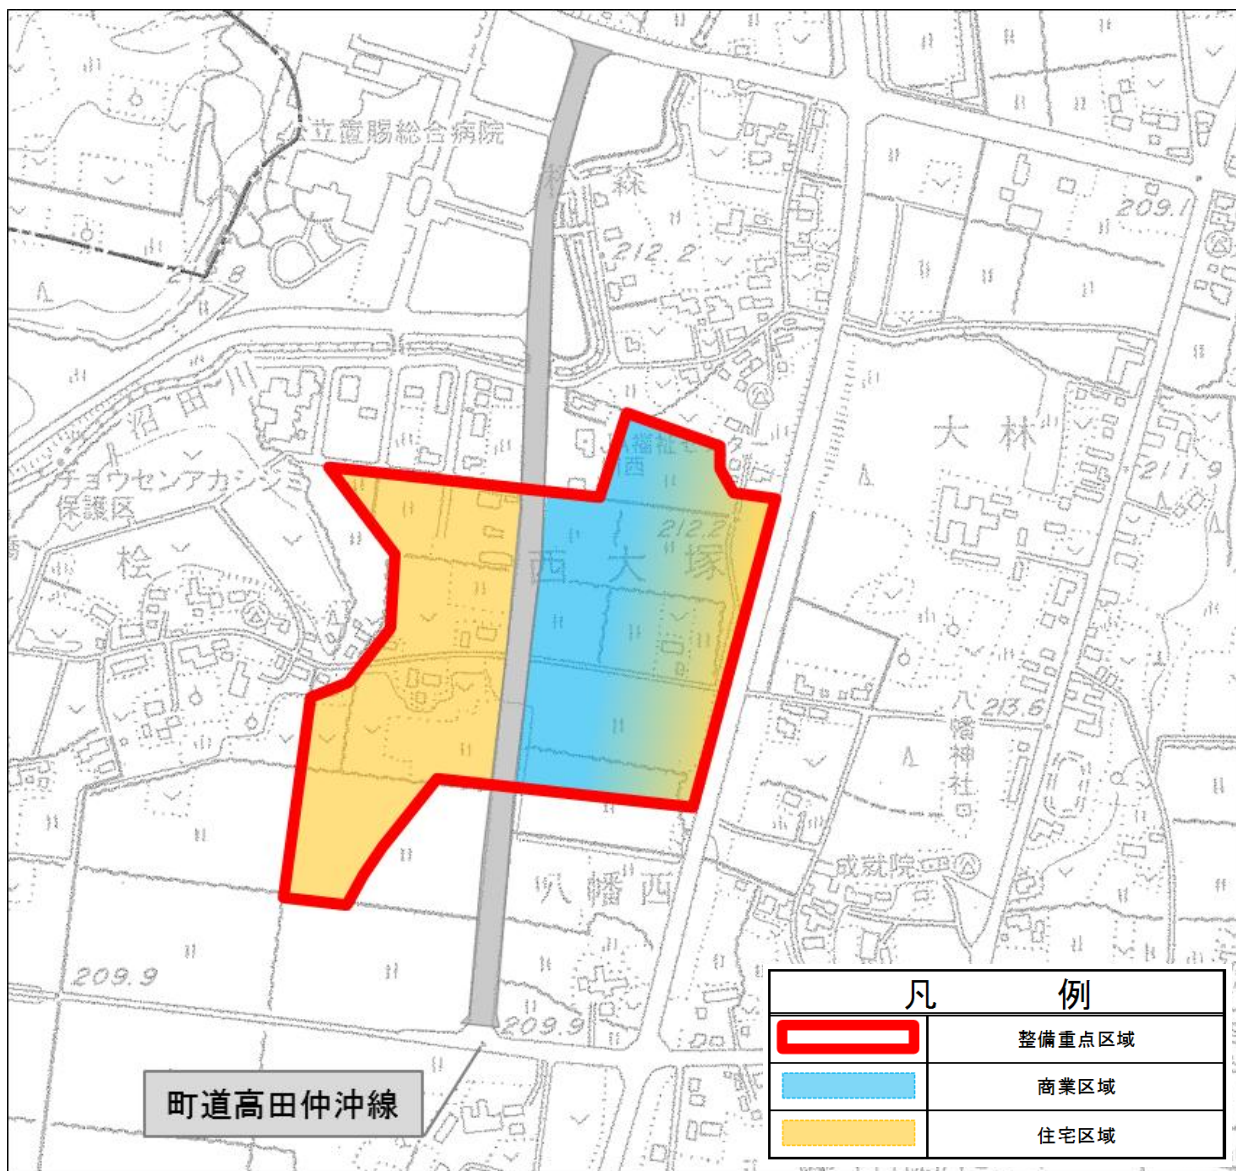 立置賜総合病院
森
212.2
209.1
沼田川
大林
211.9
チョウセンアカシジミ
保護区
212.2
西大塚
桧
八幡神社
213.6
成就院
八幡西
209.9
209.9
町道高田仲沖線
凡例
整備重点区域
商業区域
住宅区域